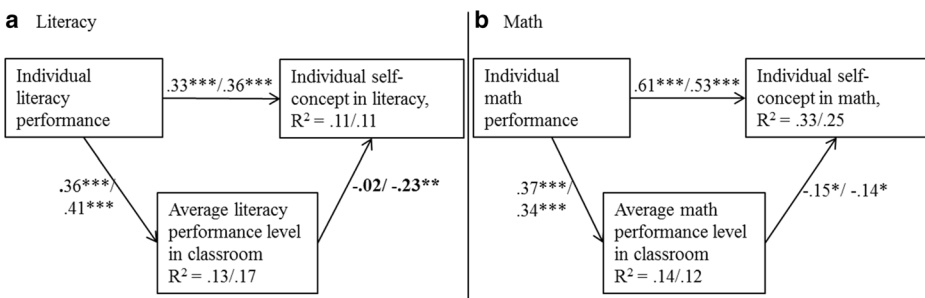 a Literacy
Individual
literacy
performance
.33***/.36***
Individual self-
concept in literacy,
R² = .11/.11
.36***/
.41***
-.02/ -.23**
Average literacy
performance level
in classroom
R² = .13/.17
b Math
Individual
math
performance
.61***/.53***
Individual self-
concept in math,
R² = .33/.25
.37***/
.34***
-.15*/ -.14*
Average math
performance level
in classroom
R² = .14/.12